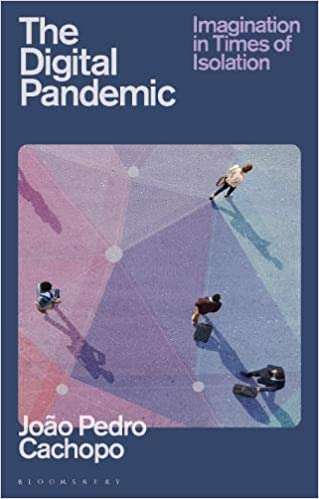 The
Digital
Pandemic
Imagination
in Times of
Isolation
João Pedro
Cachopo
BLOOMSBURY